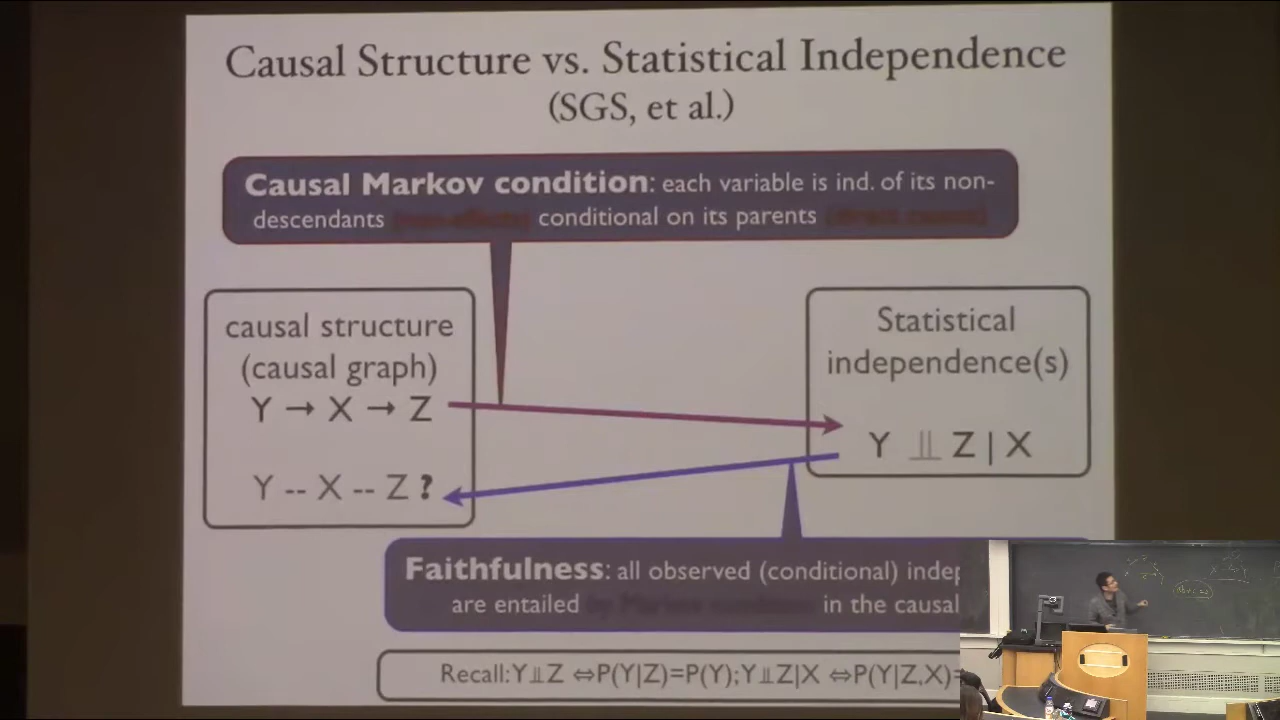 Causal Structure vs. Statistical Independence
(SGS, et al.)
Causal Markov condition: each variable is ind. of its non-
descendants (non-effects) conditional on its parents (direct causes)
causal structure
(causal graph)
Y → X → Z
Y -- X -- Z ?
Statistical
independence(s)
Y ⫫ Z | X
Faithfulness: all observed (conditional) indep
are entailed by Markov condition in the causal
Recall: Y⫫Z ⇔ P(Y|Z)=P(Y); Y⫫Z|X ⇔ P(Y|Z,X)=